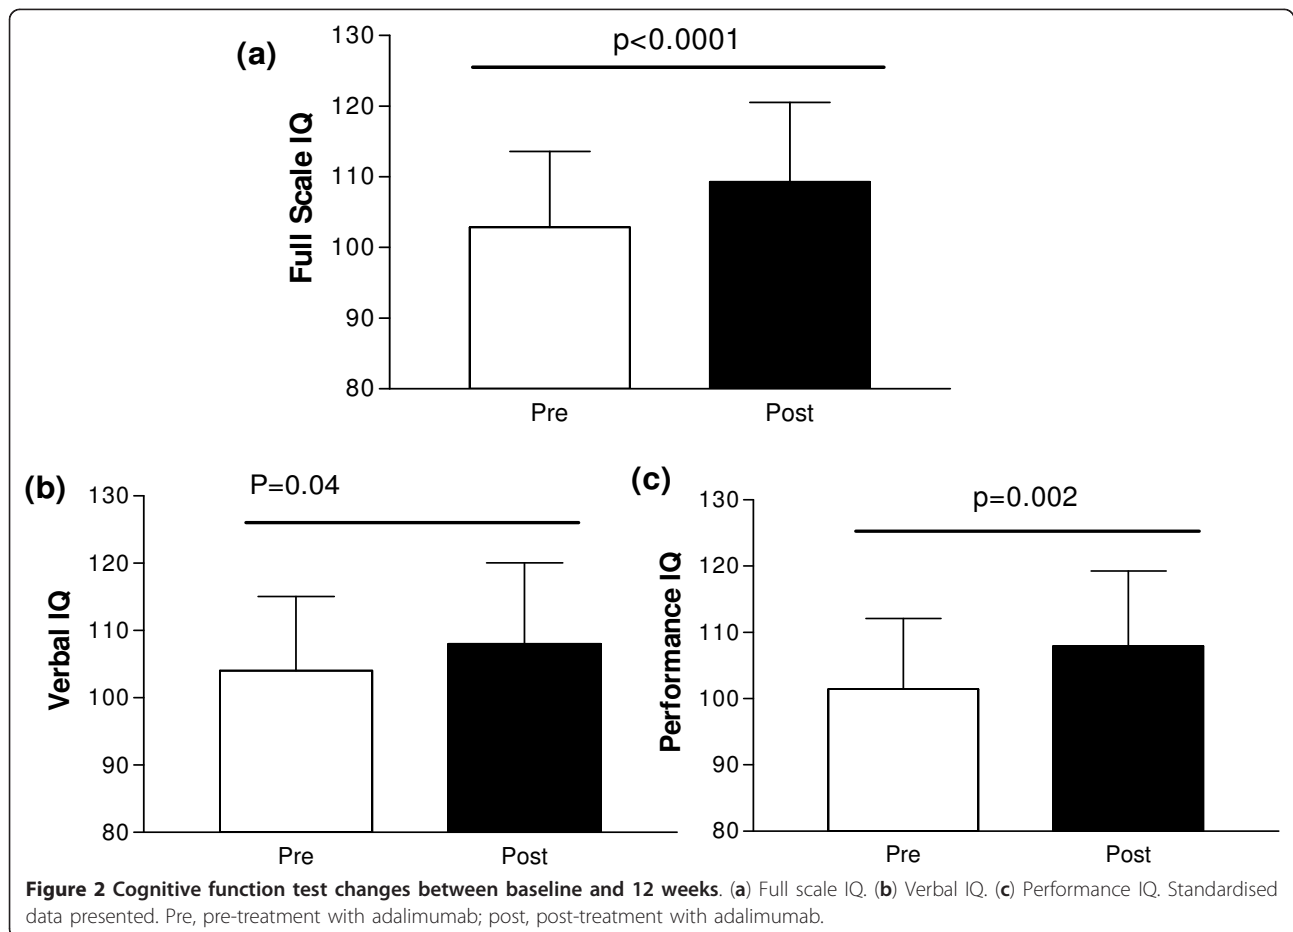 (a)
p<0.0001
Full Scale IQ
130
120
110
100
90
80
Pre Post
(b)
P=0.04
Verbal IQ
130
120
110
100
90
80
Pre Post
(c)
p=0.002
Performance IQ
130
120
110
100
90
80
Pre Post
Figure 2 Cognitive function test changes between baseline and 12 weeks. (a) Full scale IQ. (b) Verbal IQ. (c) Performance IQ. Standardised
data presented. Pre, pre-treatment with adalimumab; post, post-treatment with adalimumab.